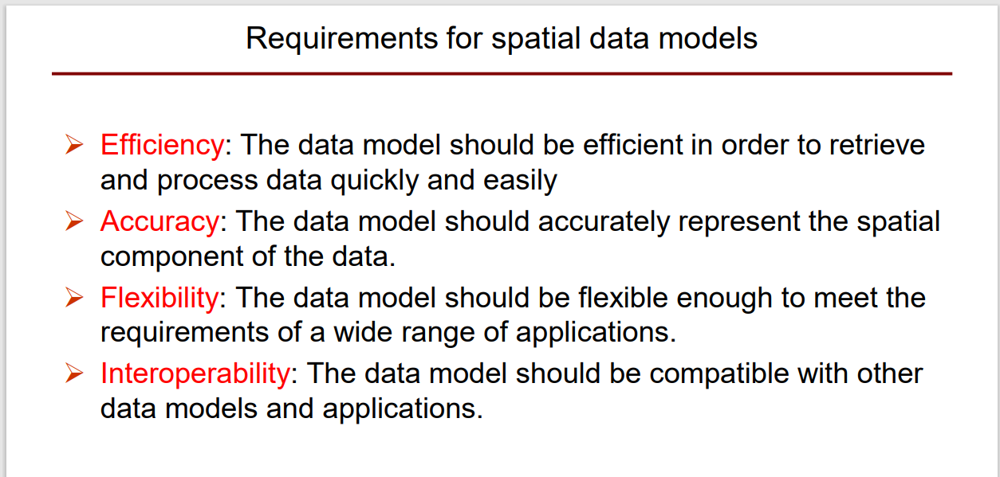 Requirements for spatial data models
Efficiency: The data model should be efficient in order to retrieve
and process data quickly and easily
Accuracy: The data model should accurately represent the spatial
component of the data.
Flexibility: The data model should be flexible enough to meet the
requirements of a wide range of applications.
Interoperability: The data model should be compatible with other
data models and applications.